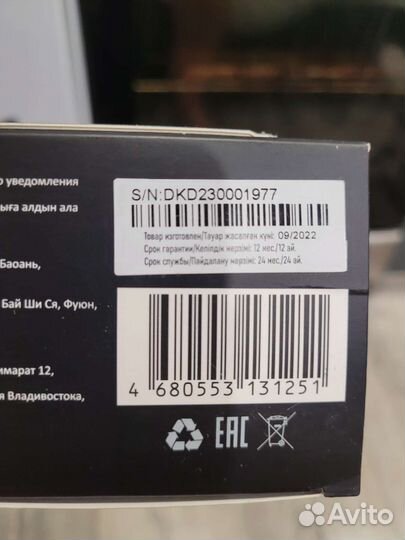 о уведомления
S/N:DKD230001977
ыға алдын ала
Товар изготовлен/Тауар жасалған күні: 09/2022
Срок гарантии/Кепілдік мерзімі: 12 мес./12 ай.
Срок службы/Пайдалану мерзімі: 24 мес./24 ай.
Баоань,
Бай Ши Ся, Фуюн,
имарат 12,
я Владивостока,
4 680553 131251
EAC
Avito